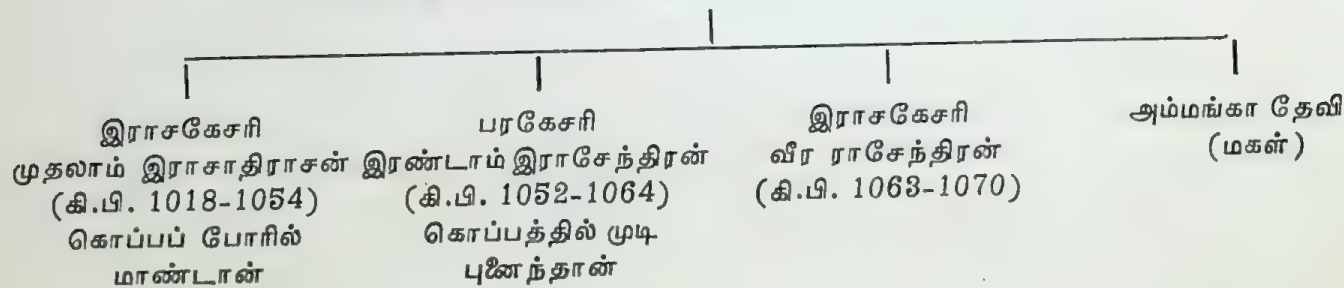 இராசகேசரி
முதலாம் இராசாதிராசன்
(கி.பி. 1018-1054)
கொப்பப் போரில்
மாண்டான்
பரகேசரி
இரண்டாம் இராசேந்திரன்
(கி.பி. 1052-1064)
கொப்பத்தில் முடி
புனைந்தான்
இராசகேசரி
வீர ராசேந்திரன்
(கி.பி. 1063-1070)
அம்மங்கா தேவி
(மகள்)